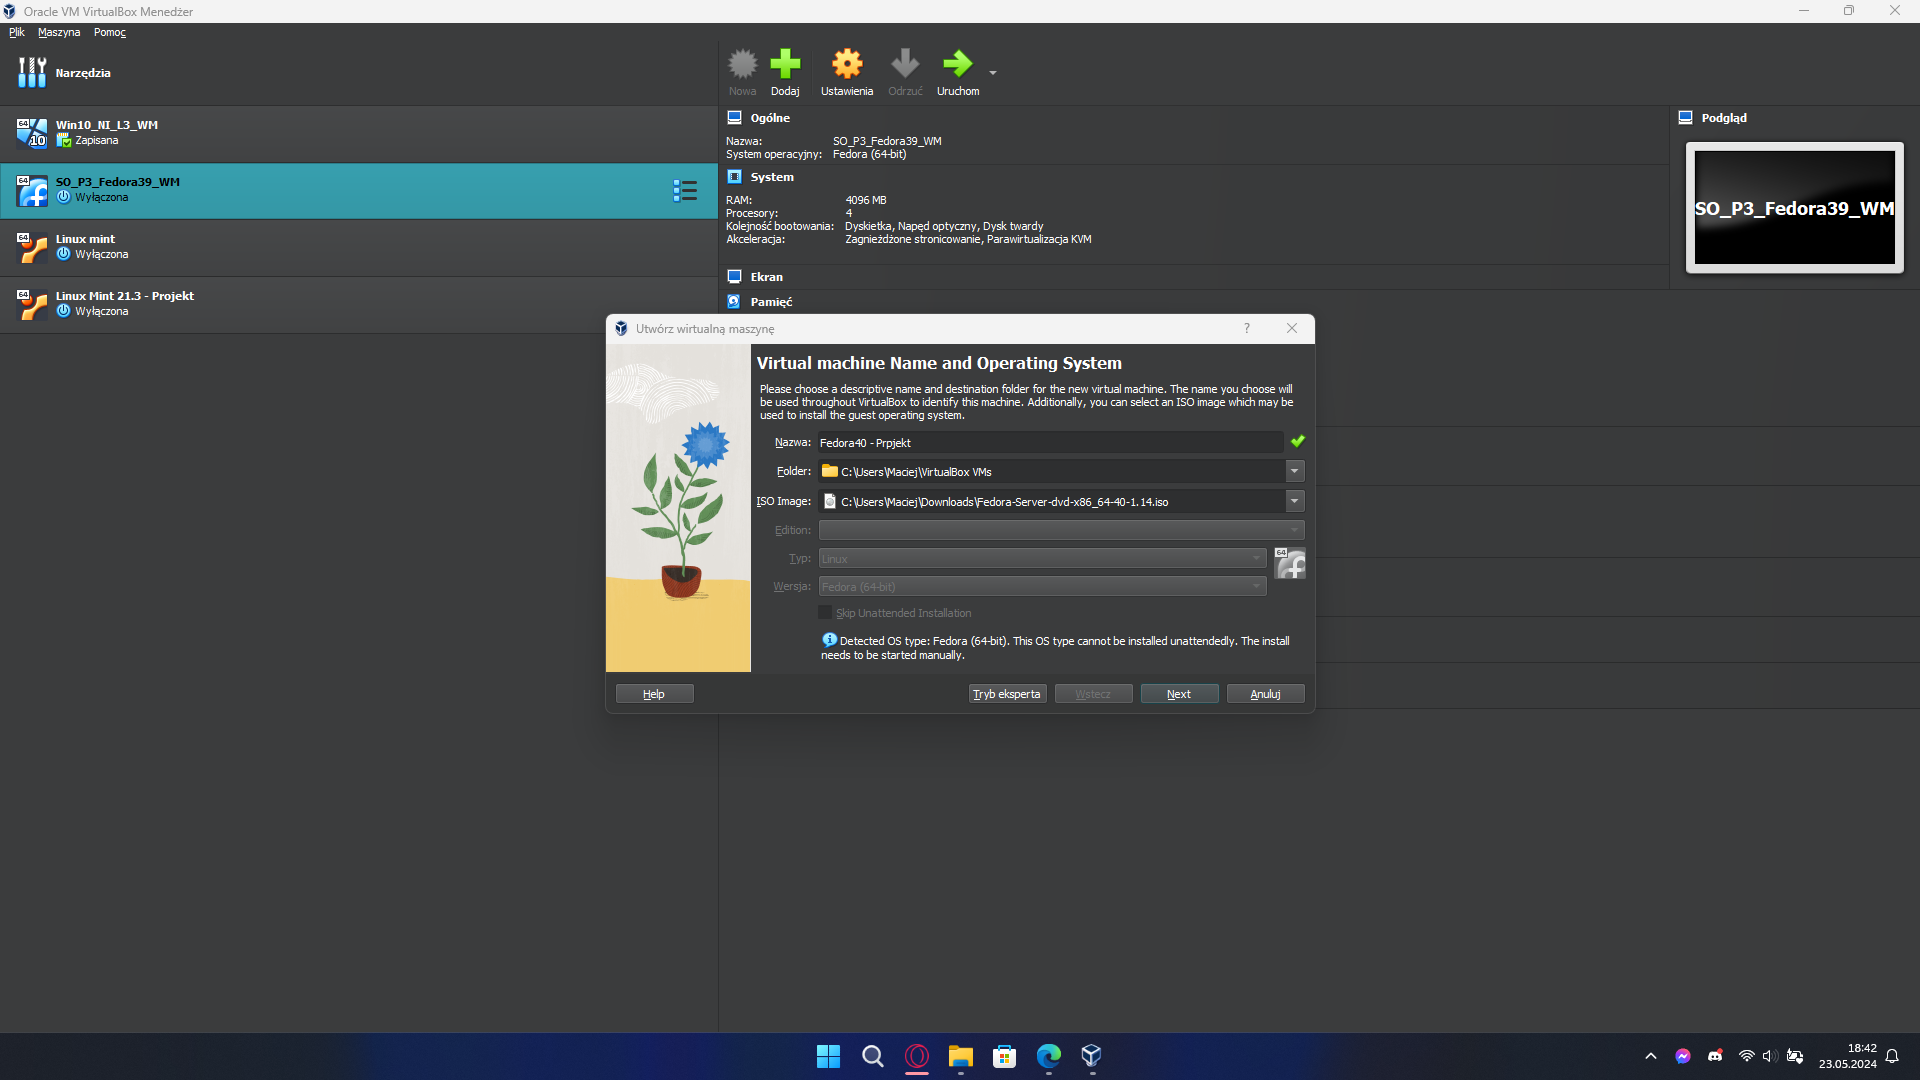 Oracle VM VirtualBox Menedżer
Plik Maszyna Pomoc
Narzędzia
Nowa Dodaj Ustawienia Odrzuć Uruchom
64 10 Win10_NI_L3_WM
Zapisana
64 SO_P3_Fedora39_WM
Wyłączona
64 Linux mint
Wyłączona
64 Linux Mint 21.3 - Projekt
Wyłączona
Ogólne
Nazwa: SO_P3_Fedora39_WM
System operacyjny: Fedora (64-bit)
System
RAM: 4096 MB
Procesory: 4
Kolejność bootowania: Dyskietka, Napęd optyczny, Dysk twardy
Akceleracja: Zagnieżdżone stronicowanie, Parawirtualizacja KVM
Ekran
Pamięć
Podgląd
SO_P3_Fedora39_WM
Utwórz wirtualną maszynę ?
Virtual machine Name and Operating System
Please choose a descriptive name and destination folder for the new virtual machine. The name you choose will
be used throughout VirtualBox to identify this machine. Additionally, you can select an ISO image which may be
used to install the guest operating system.
Nazwa: Fedora40 - Prpjekt
Folder: C:\Users\Maciej\VirtualBox VMs
ISO Image: C:\Users\Maciej\Downloads\Fedora-Server-dvd-x86_64-40-1.14.iso
Edition:
Typ: Linux 64
Wersja: Fedora (64-bit)
Skip Unattended Installation
Detected OS type: Fedora (64-bit). This OS type cannot be installed unattendedly. The install
needs to be started manually.
Help Tryb eksperta Wstecz Next Anuluj
18:42
23.05.2024